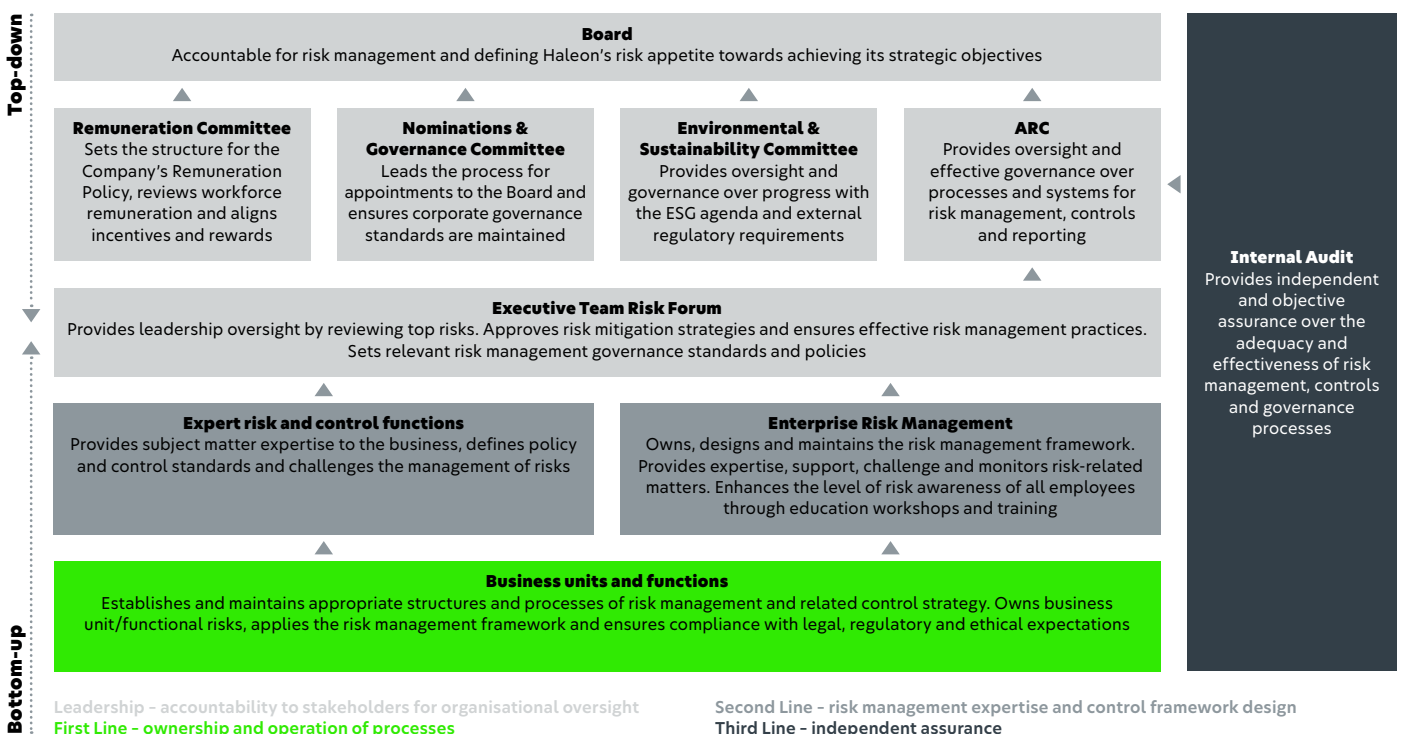 Top-down
Board
Accountable for risk management and defining Haleon’s risk appetite towards achieving its strategic objectives
Remuneration Committee
Sets the structure for the
Company’s Remuneration
Policy, reviews workforce
remuneration and aligns
incentives and rewards
Nominations &
Governance Committee
Leads the process for
appointments to the Board and
ensures corporate governance
standards are maintained
Environmental &
Sustainability Committee
Provides oversight and
governance over progress with
the ESG agenda and external
regulatory requirements
ARC
Provides oversight and
effective governance over
processes and systems for
risk management, controls
and reporting
Executive Team Risk Forum
Provides leadership oversight by reviewing top risks. Approves risk mitigation strategies and ensures effective risk management practices.
Sets relevant risk management governance standards and policies
Expert risk and control functions
Provides subject matter expertise to the business, defines policy
and control standards and challenges the management of risks
Enterprise Risk Management
Owns, designs and maintains the risk management framework.
Provides expertise, support, challenge and monitors risk-related
matters. Enhances the level of risk awareness of all employees
through education workshops and training
Business units and functions
Establishes and maintains appropriate structures and processes of risk management and related control strategy. Owns business
unit/functional risks, applies the risk management framework and ensures compliance with legal, regulatory and ethical expectations
Internal Audit
Provides independent
and objective
assurance over the
adequacy and
effectiveness of risk
management, controls
and governance
processes
Bottom-up
Leadership – accountability to stakeholders for organisational oversight
First Line – ownership and operation of processes
Second Line – risk management expertise and control framework design
Third Line – independent assurance